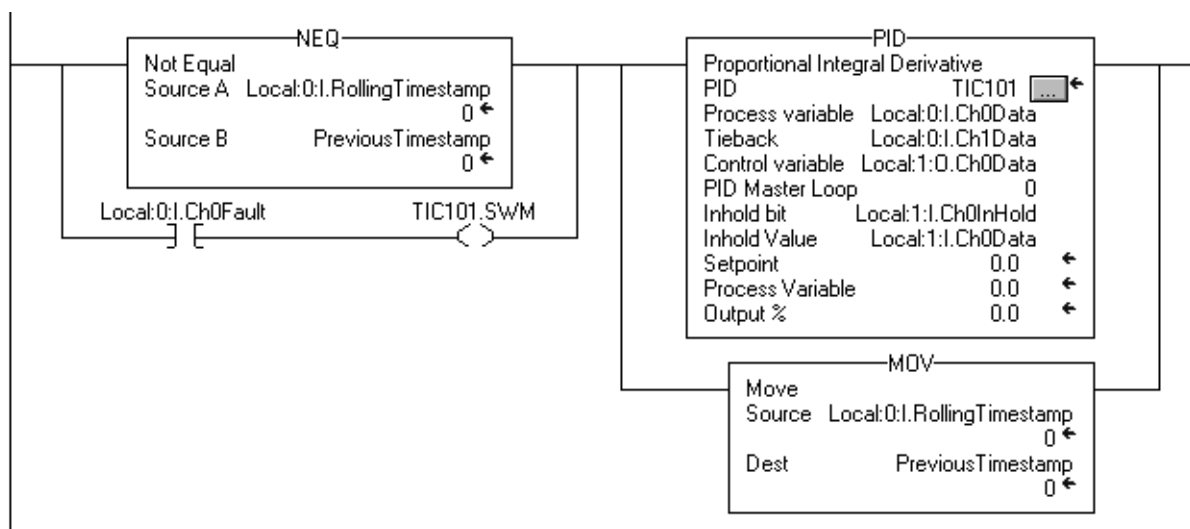 NEQ
Not Equal
Source A Local:0:I.RollingTimestamp
0
Source B PreviousTimestamp
0
Local:0:I.Ch0Fault TIC101.SWM
PID
Proportional Integral Derivative
PID TIC101 ...
Process variable Local:0:I.Ch0Data
Tieback Local:0:I.Ch1Data
Control variable Local:1:O.Ch0Data
PID Master Loop 0
Inhold bit Local:1:I.Ch0InHold
Inhold Value Local:1:I.Ch0Data
Setpoint 0.0
Process Variable 0.0
Output % 0.0
MOV
Move
Source Local:0:I.RollingTimestamp
0
Dest PreviousTimestamp
0